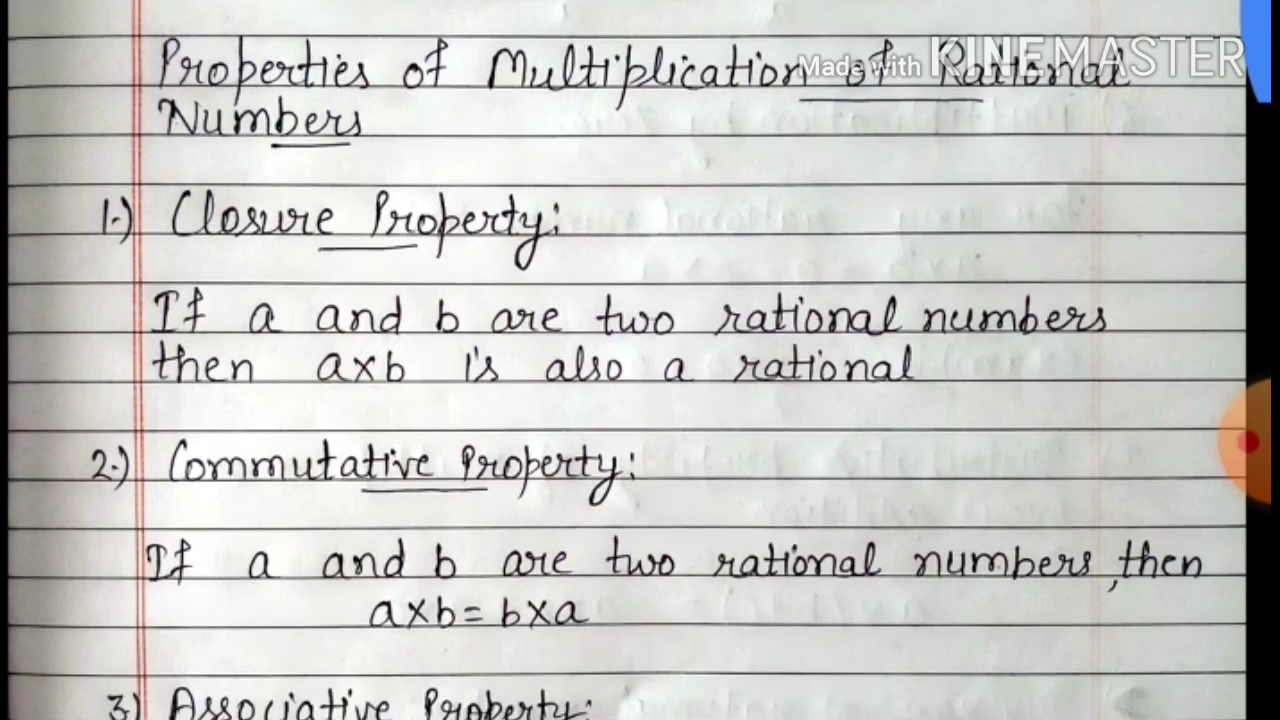 Properties of Multiplication of Rational
Made with KINEMASTER
Numbers
1.) Closure Property:
If a and b are two rational numbers
then a×b is also a rational
2.) Commutative Property:
If a and b are two rational numbers, then
a×b = b×a
3) Associative Property: